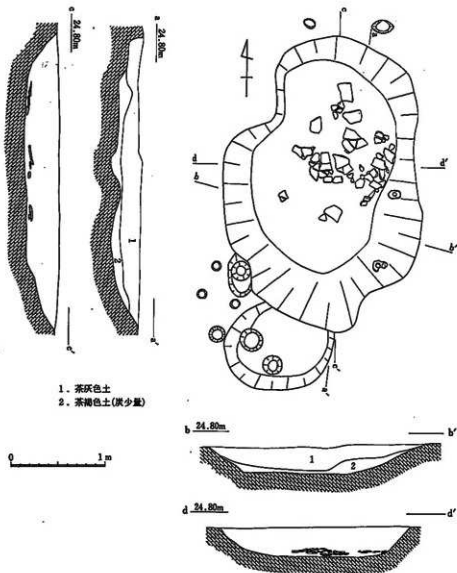 c
24.80m
c'
a
24.80m
a'
1
2
c
a
d
b
d'
b'
c'
a'
1. 茶灰色土
2. 茶褐色土(炭少量)
0 1m
b 24.80m b'
1
2
d 24.80m d'